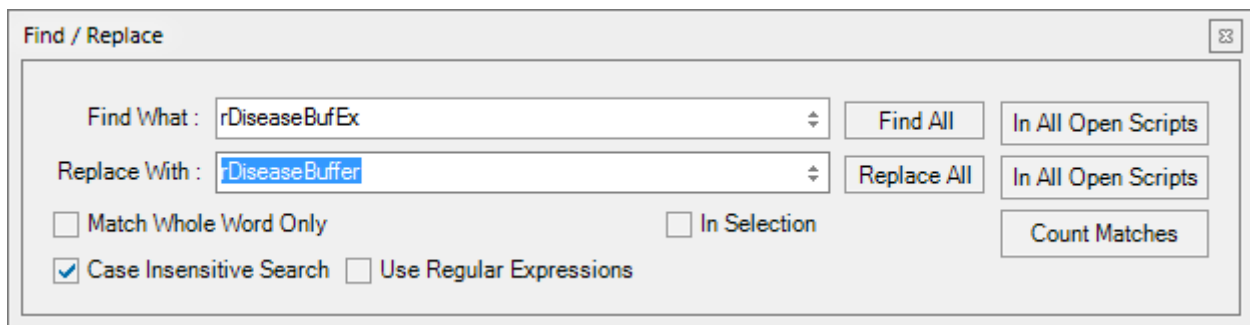 Find / Replace
Find What : rDiseaseBufEx Find All In All Open Scripts
Replace With : rDiseaseBuffer Replace All In All Open Scripts
Match Whole Word Only In Selection Count Matches
Case Insensitive Search Use Regular Expressions